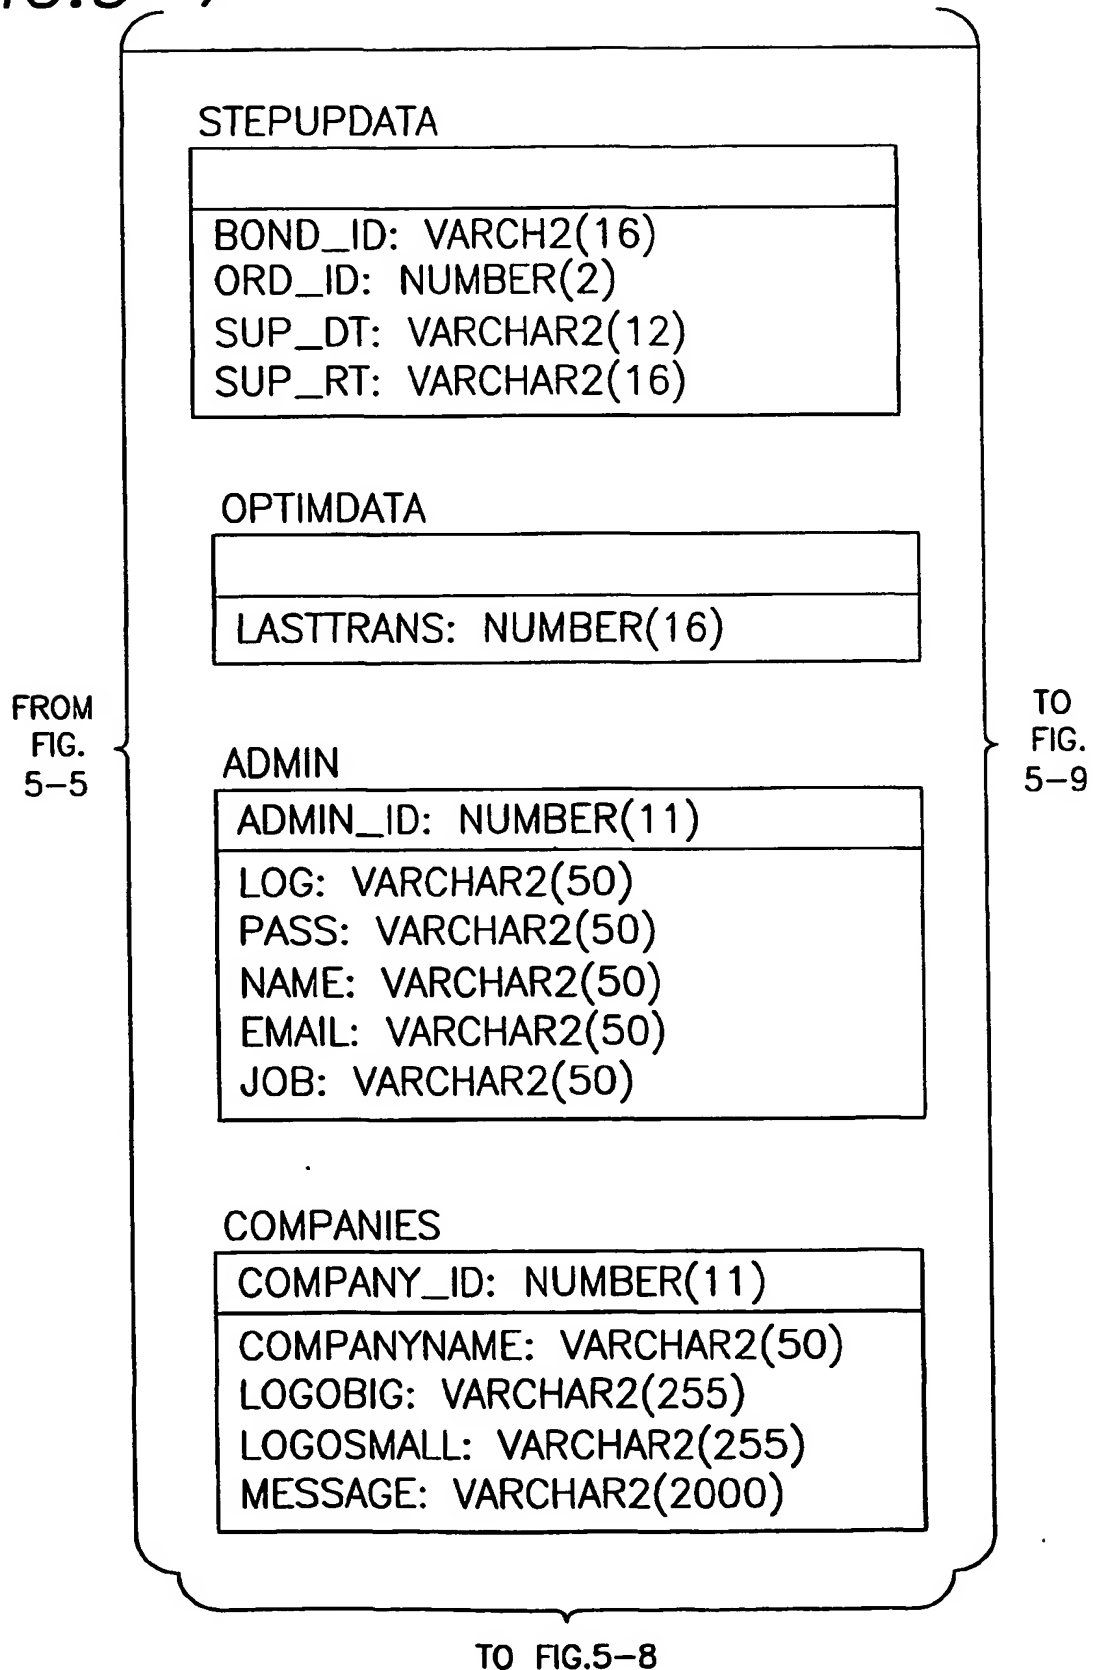 STEPUPDATA
BOND_ID: VARCH2(16)
ORD_ID: NUMBER(2)
SUP_DT: VARCHAR2(12)
SUP_RT: VARCHAR2(16)
OPTIMDATA
LASTTRANS: NUMBER(16)
FROM
FIG.
5-5
TO
FIG.
5-9
ADMIN
ADMIN_ID: NUMBER(11)
LOG: VARCHAR2(50)
PASS: VARCHAR2(50)
NAME: VARCHAR2(50)
EMAIL: VARCHAR2(50)
JOB: VARCHAR2(50)
COMPANIES
COMPANY_ID: NUMBER(11)
COMPANYNAME: VARCHAR2(50)
LOGOBIG: VARCHAR2(255)
LOGOSMALL: VARCHAR2(255)
MESSAGE: VARCHAR2(2000)
TO FIG.5-8